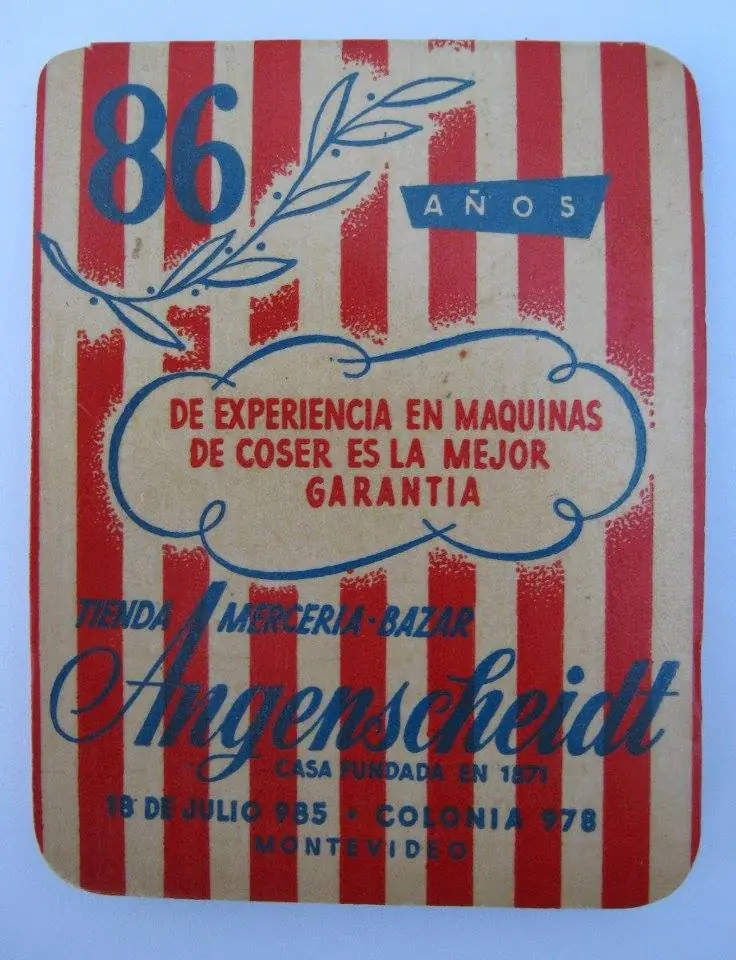 86
AÑOS
DE EXPERIENCIA EN MAQUINAS
DE COSER ES LA MEJOR
GARANTIA
TIENDA MERCERIA-BAZAR
Angenscheidt
CASA FUNDADA EN 1871
18 DE JULIO 985 • COLONIA 978
MONTEVIDEO